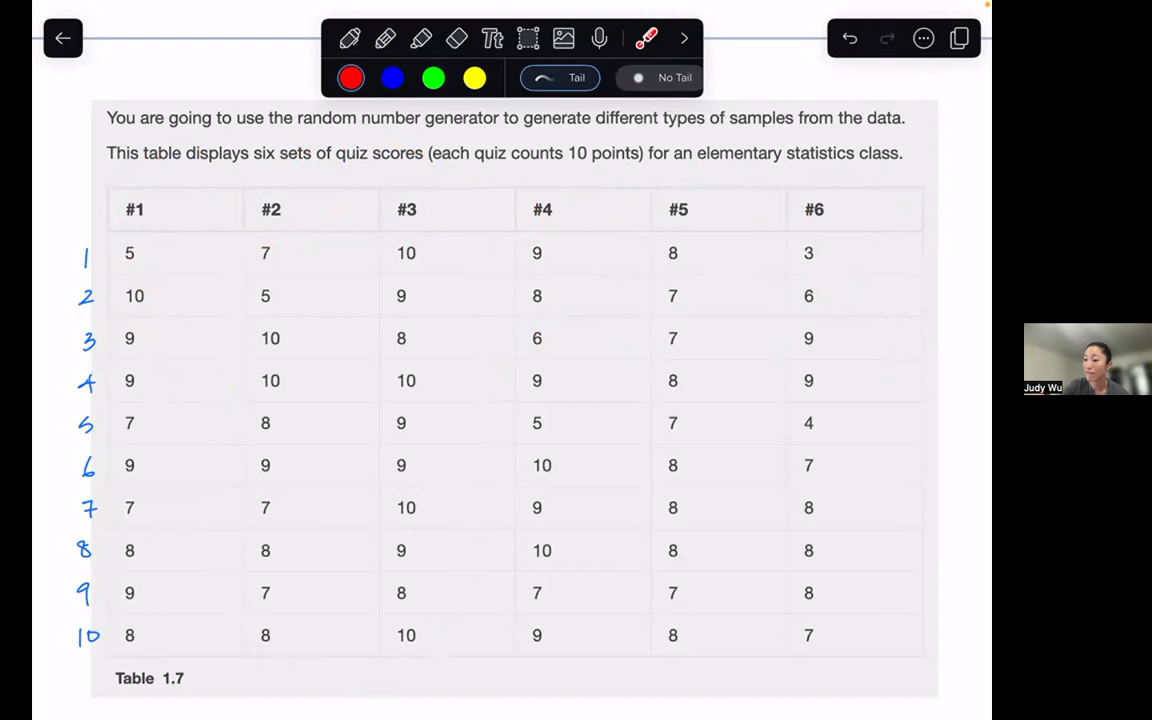 Tt
Tail
No Tail
You are going to use the random number generator to generate different types of samples from the data.
This table displays six sets of quiz scores (each quiz counts 10 points) for an elementary statistics class.
#1 #2 #3 #4 #5 #6
1 5 7 10 9 8 3
2 10 5 9 8 7 6
3 9 10 8 6 7 9
4 9 10 10 9 8 9
5 7 8 9 5 7 4
6 9 9 9 10 8 7
7 7 7 10 9 8 8
8 8 8 9 10 8 8
9 9 7 8 7 7 8
10 8 8 10 9 8 7
Table 1.7
Judy Wu